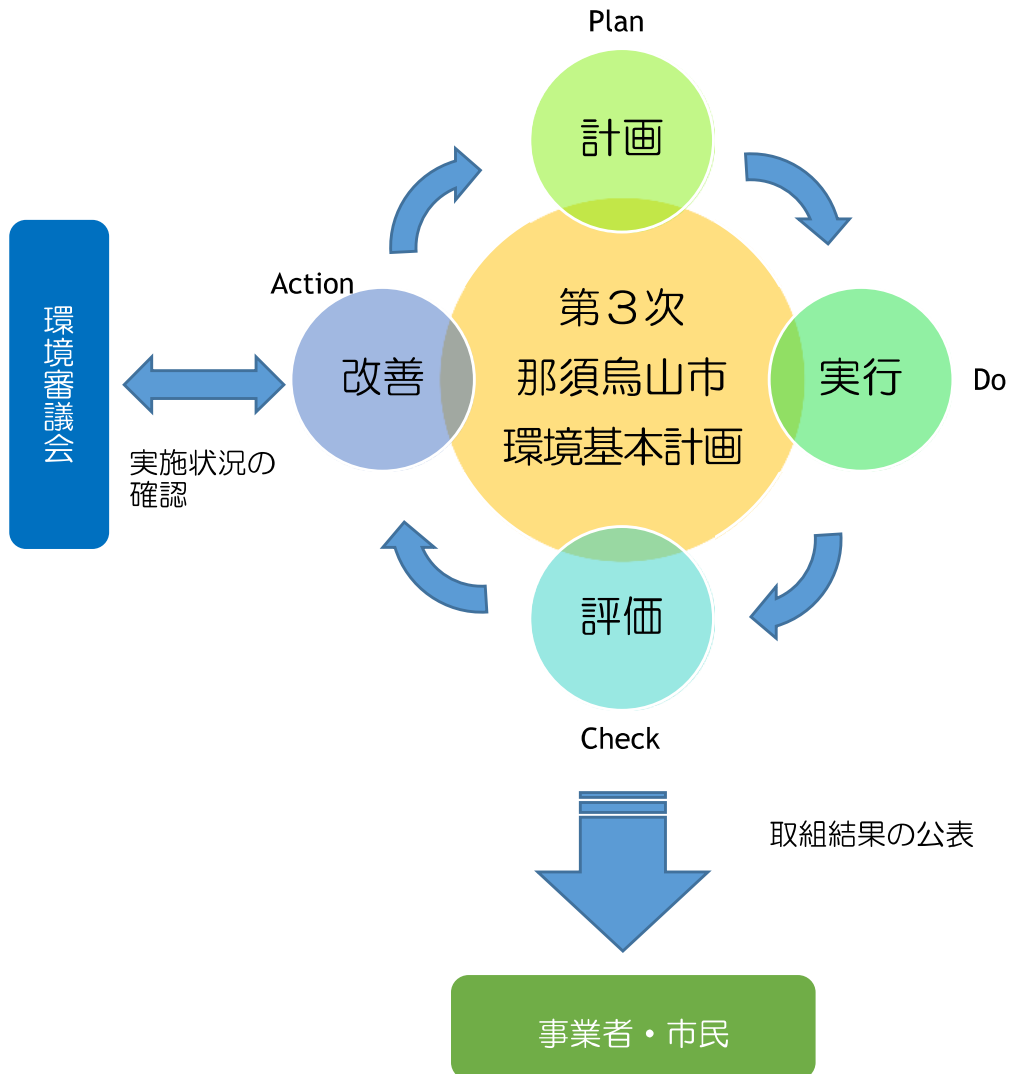 Plan
計画
Action
環境審議会
改善
第３次
那須烏山市
環境基本計画
実行
Do
実施状況の
確認
評価
Check
取組結果の公表
事業者・市民